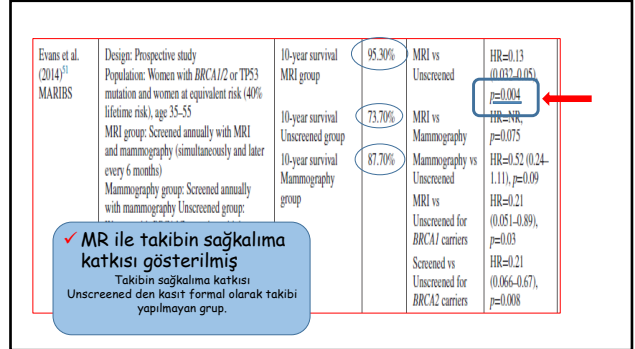 Evans et al.
(2014)51
MARIBS
Design: Prospective study
Population: Women with BRCA1/2 or TP53
mutation and women at equivalent risk (40%
lifetime risk), age 35–55
MRI group: Screened annually with MRI
and mammography (simultaneously and later
every 6 months)
Mammography group: Screened annually
with mammography Unscreened group:
10-year survival
MRI group
10-year survival
Unscreened group
10-year survival
Mammography
group
95.30%
73.70%
87.70%
MRI vs
Unscreened
MRI vs
Mammography
Mammography vs
Unscreened
MRI vs
Unscreened for
BRCA1 carriers
Screened vs
Unscreened for
BRCA2 carriers
HR=0.13
(0.032–0.05),
p=0.004
HR=NR,
p=0.075
HR=0.52 (0.24–
1.11), p=0.09
HR=0.21
(0.051–0.89),
p=0.03
HR=0.21
(0.066–0.67),
p=0.008
✓ MR ile takibin sağkalıma
katkısı gösterilmiş
Takibin sağkalıma katkısı
Unscreened den kasıt formal olarak takibi
yapılmayan grup.